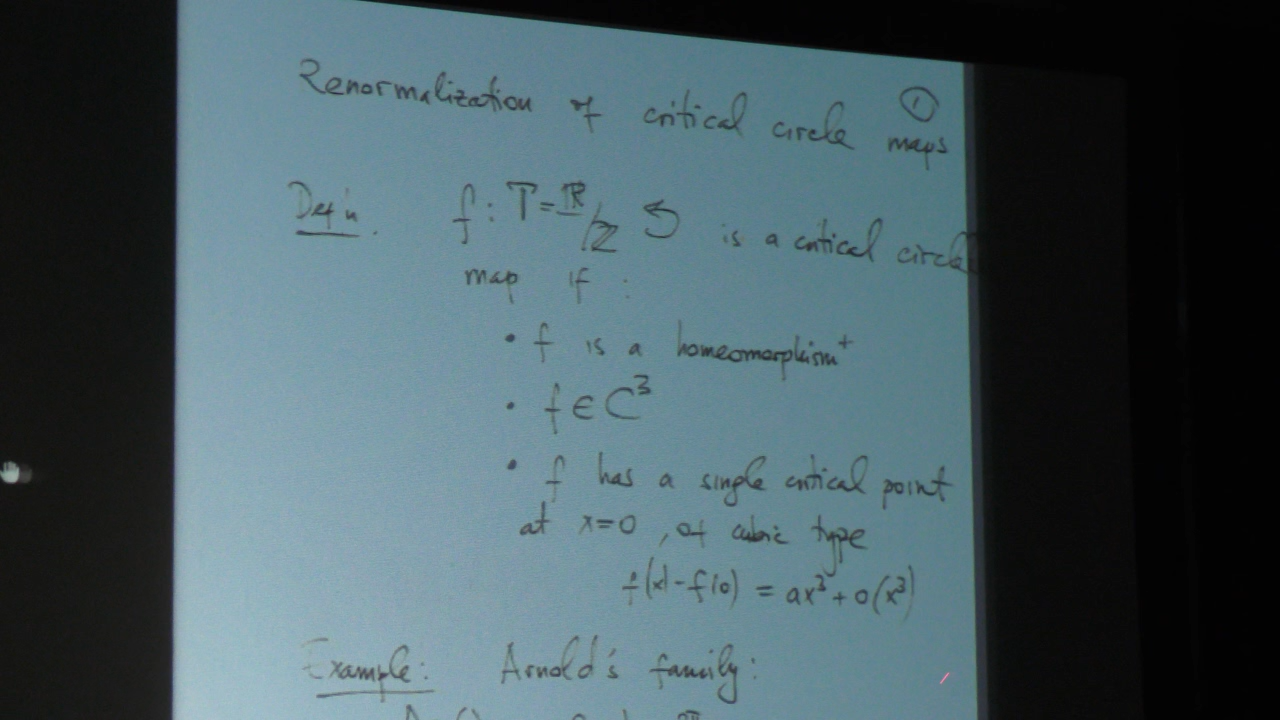 Renormalization of critical circle maps ①
Def'n. f: T = ℝ/ℤ ↺ is a critical circle
map if :
• f is a homeomorphism⁺
• f ∈ C³
• f has a single critical point
at x=0, of cubic type
f(x) - f(0) = ax³ + o(x³)
Example: Arnold's family: